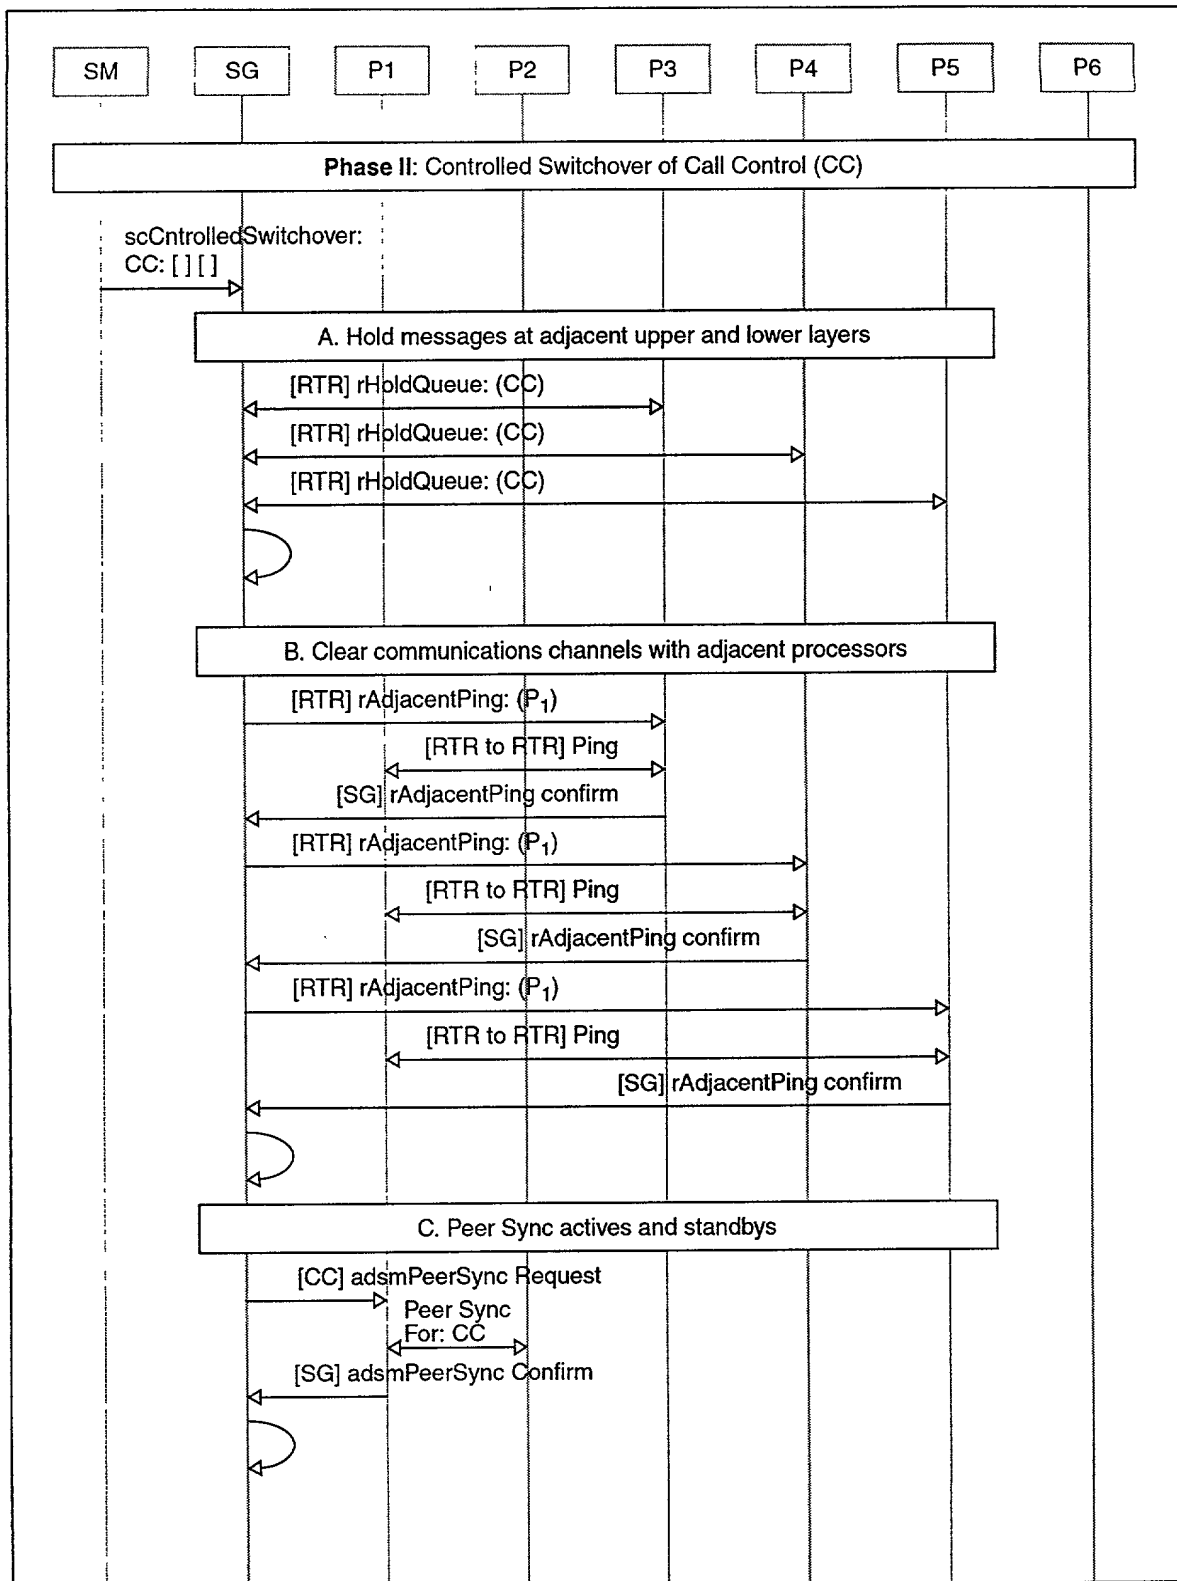 SM SG P1 P2 P3 P4 P5 P6
Phase II: Controlled Switchover of Call Control (CC)
scCntrolledSwitchover:
CC: [ ] [ ]
A. Hold messages at adjacent upper and lower layers
[RTR] rHoldQueue: (CC)
[RTR] rHoldQueue: (CC)
[RTR] rHoldQueue: (CC)
B. Clear communications channels with adjacent processors
[RTR] rAdjacentPing: (P1)
[RTR to RTR] Ping
[SG] rAdjacentPing confirm
[RTR] rAdjacentPing: (P1)
[RTR to RTR] Ping
[SG] rAdjacentPing confirm
[RTR] rAdjacentPing: (P1)
[RTR to RTR] Ping
[SG] rAdjacentPing confirm
C. Peer Sync actives and standbys
[CC] adsmPeerSync Request
Peer Sync
For: CC
[SG] adsmPeerSync Confirm